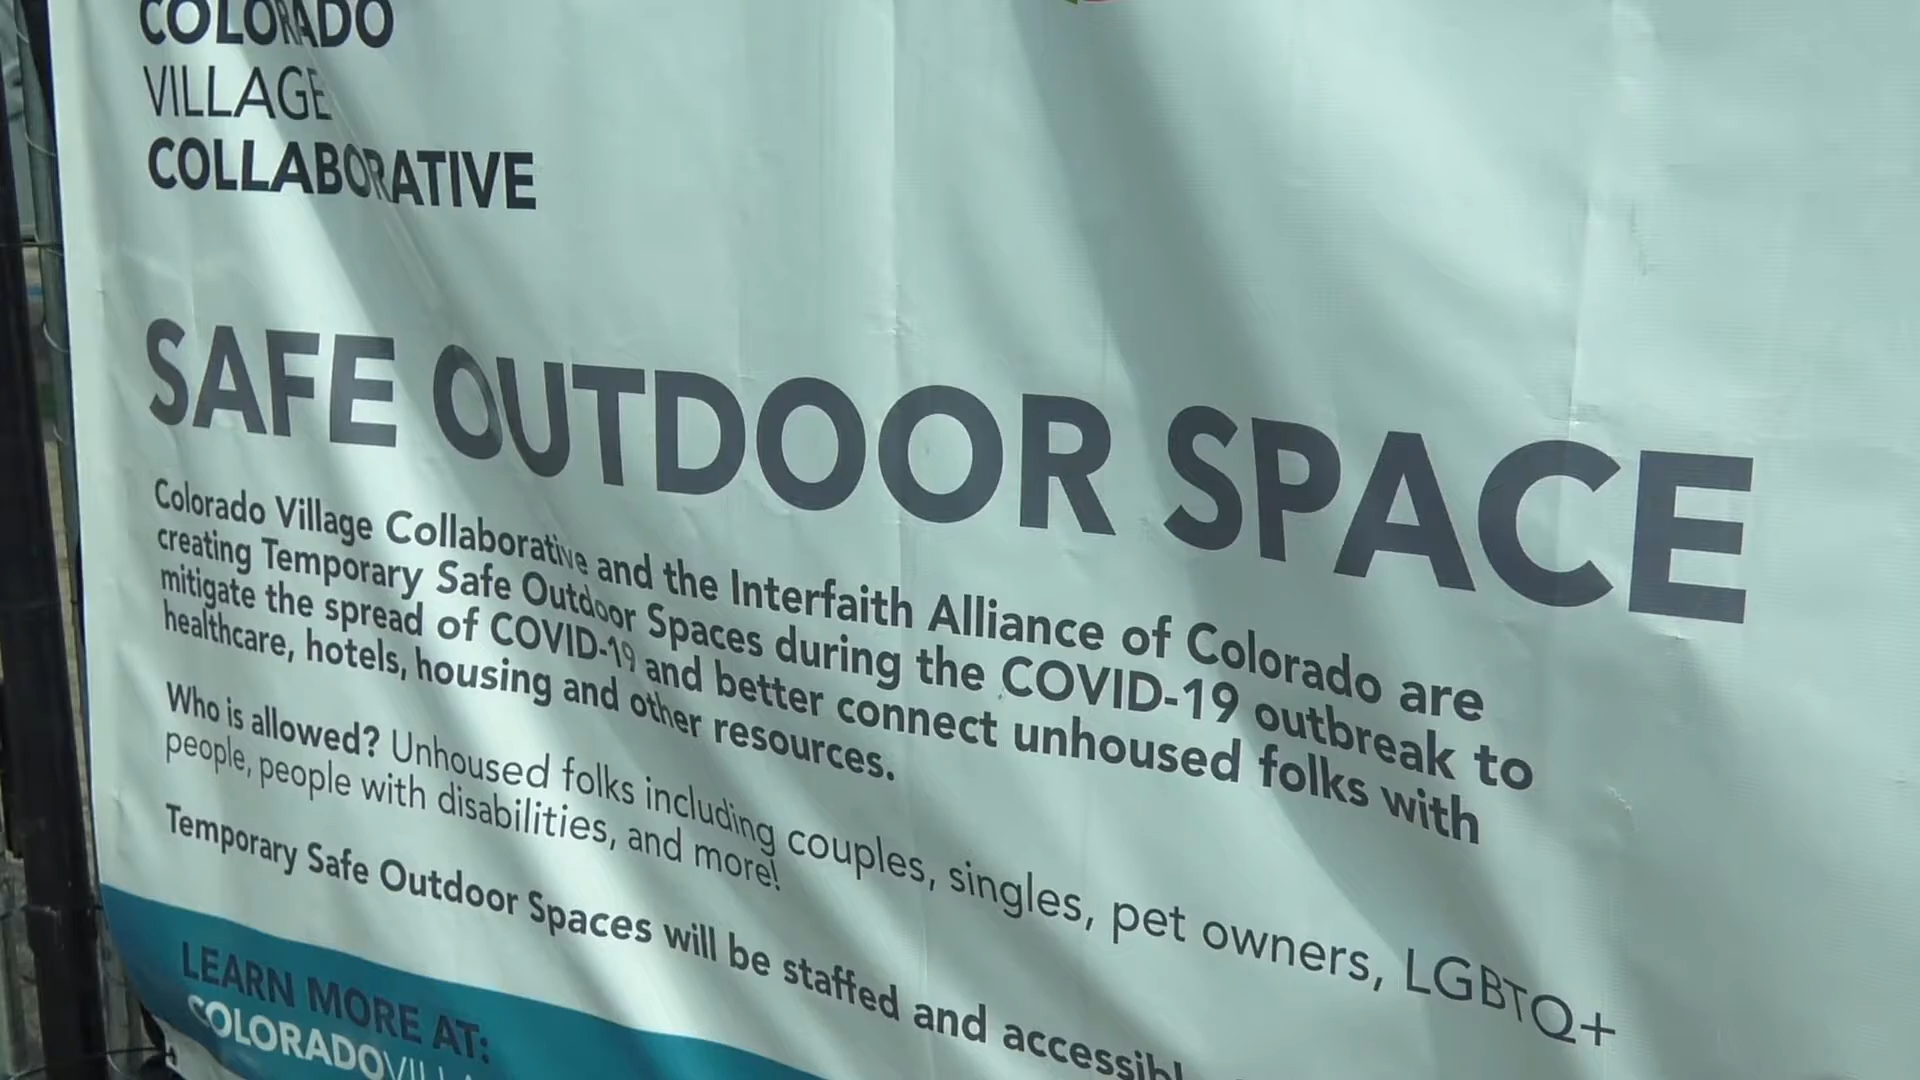 COLORADO
VILLAGE
COLLABORATIVE
SAFE OUTDOOR SPACE
Colorado Village Collaborative and the Interfaith Alliance of Colorado are
creating Temporary Safe Outdoor Spaces during the COVID-19 outbreak to
mitigate the spread of COVID-19 and better connect unhoused folks with
healthcare, hotels, housing and other resources.
Who is allowed? Unhoused folks including couples, singles, pet owners, LGBTQ+
people, people with disabilities, and more!
Temporary Safe Outdoor Spaces will be staffed and
LEARN MORE AT: